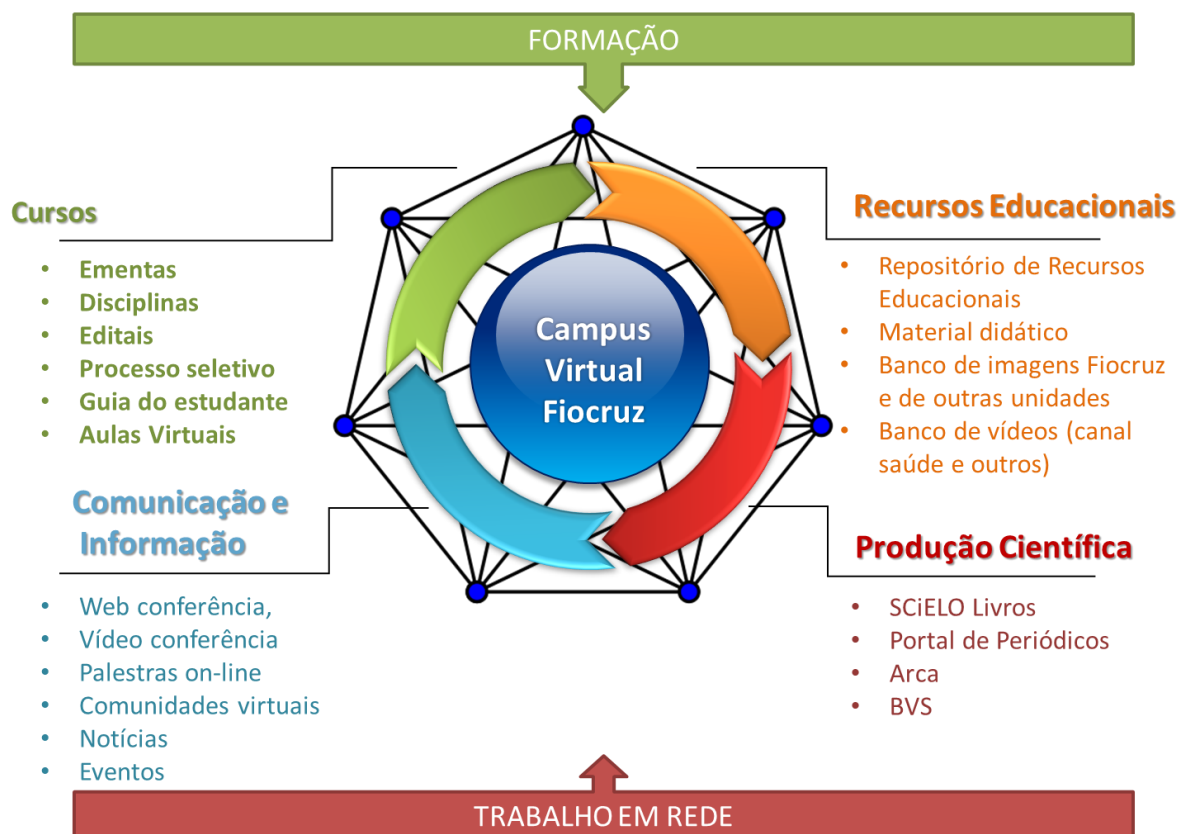 FORMAÇÃO
Cursos
• Ementas
• Disciplinas
• Editais
• Processo seletivo
• Guia do estudante
• Aulas Virtuais
Recursos Educacionais
• Repositório de Recursos
Educacionais
• Material didático
• Banco de imagens Fiocruz
e de outras unidades
• Banco de vídeos (canal
saúde e outros)
Campus
Virtual
Fiocruz
Comunicação e
Informação
• Web conferência,
• Vídeo conferência
• Palestras on-line
• Comunidades virtuais
• Notícias
• Eventos
Produção Científica
• SCiELO Livros
• Portal de Periódicos
• Arca
• BVS
TRABALHO EM REDE